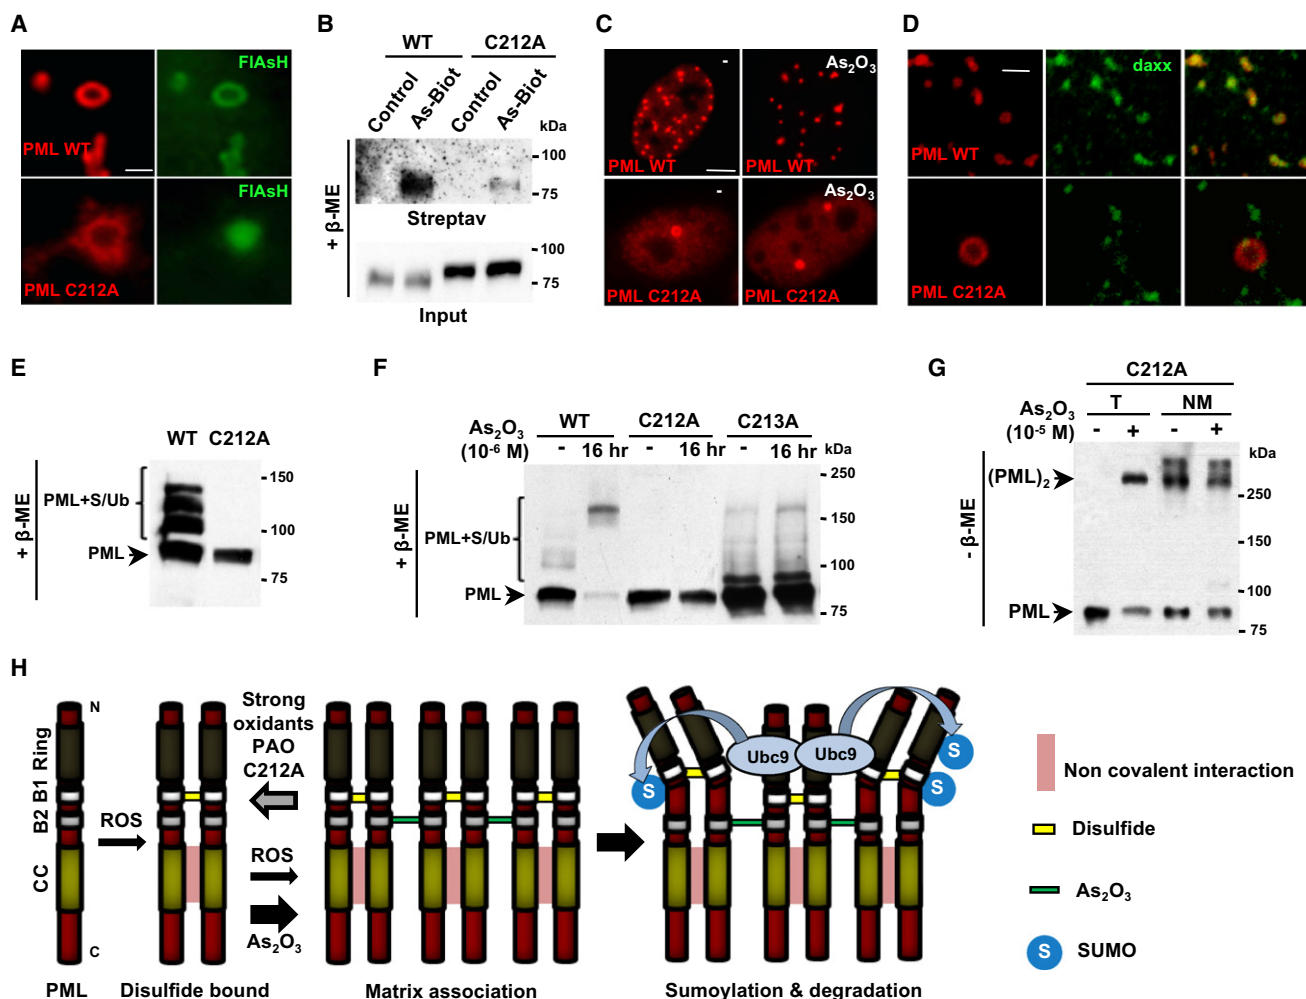 A
PML WT
FlAsH
PML C212A
FlAsH
B
WT C212A
Control As-Biot Control As-Biot
kDa
100
75
Streptav
+ β-ME
100
75
Input
C
-
As₂O₃
PML WT
PML WT
-
As₂O₃
PML C212A
PML C212A
D
daxx
PML WT
PML C212A
E
WT C212A
+ β-ME
PML+S/Ub
PML
150
100
75
F
As₂O₃
(10⁻⁶ M)
WT C212A C213A
- 16 hr - 16 hr - 16 hr
kDa
+ β-ME
PML+S/Ub
PML
250
150
100
75
G
C212A
T NM
As₂O₃
(10⁻⁵ M)
- + - +
kDa
- β-ME
(PML)₂
PML
250
150
100
75
H
N
C
CC B2 B1 Ring
ROS
Strong
oxidants
PAO
C212A
ROS
As₂O₃
Ubc9
Ubc9
S
S
S
Non covalent interaction
Disulfide
As₂O₃
S SUMO
PML
Disulfide bound
Matrix association
Sumoylation & degradation